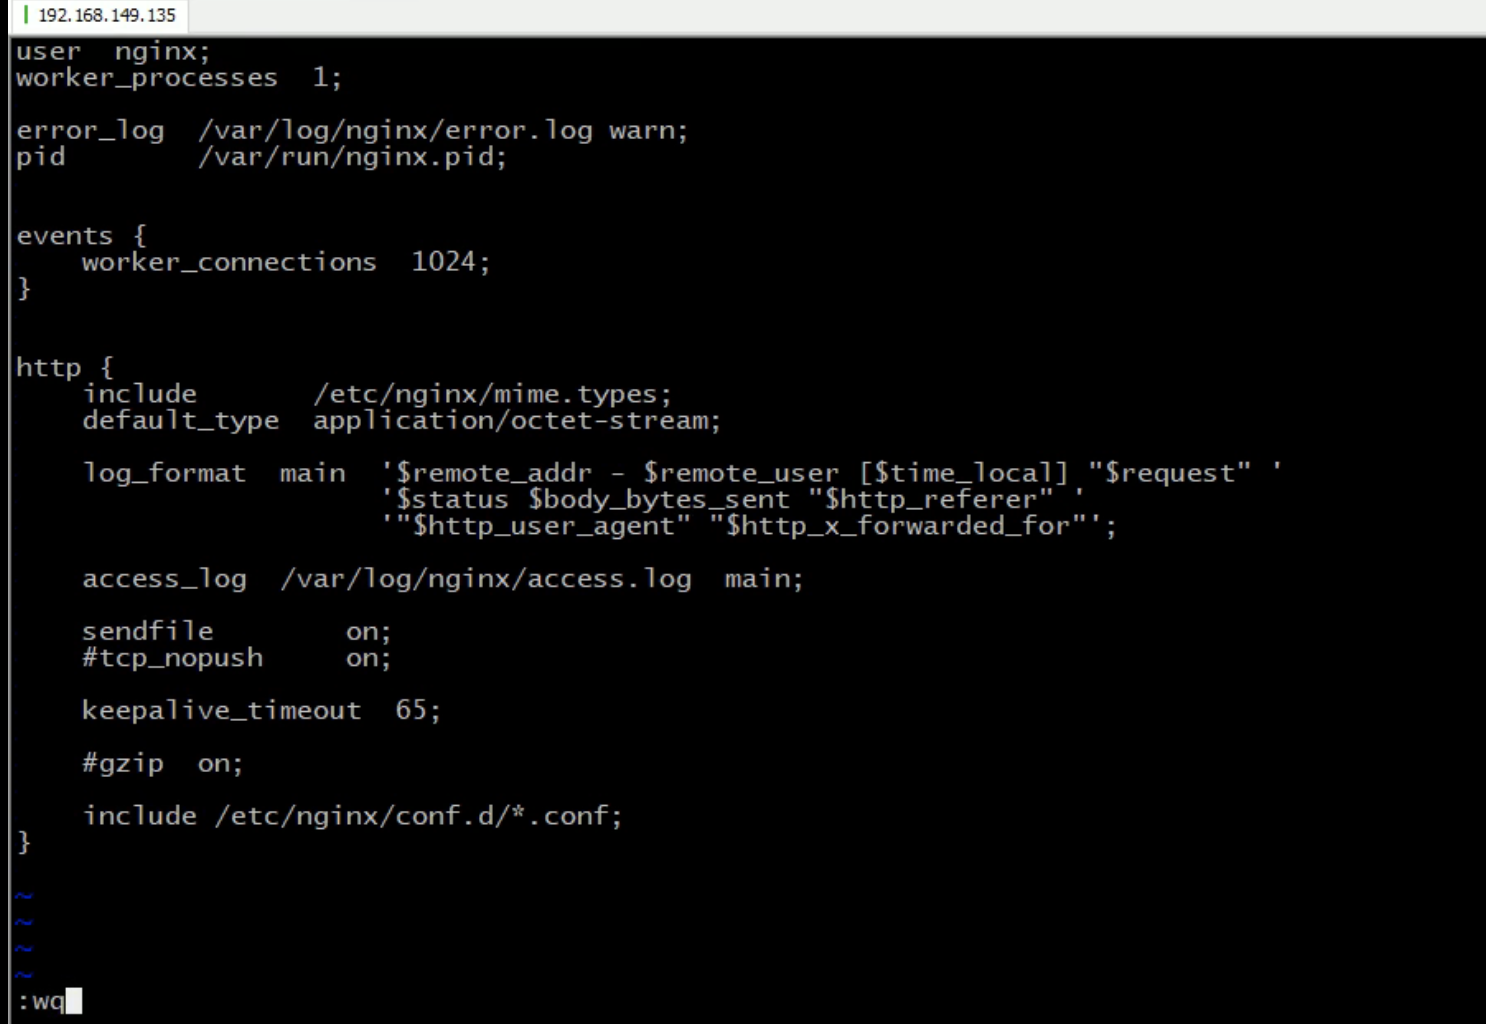 192.168.149.135
user  nginx;
worker_processes  1;
error_log  /var/log/nginx/error.log warn;
pid        /var/run/nginx.pid;
events {
    worker_connections  1024;
}
http {
    include       /etc/nginx/mime.types;
    default_type  application/octet-stream;
    log_format  main  '$remote_addr - $remote_user [$time_local] "$request" '
                      '$status $body_bytes_sent "$http_referer" '
                      '"$http_user_agent" "$http_x_forwarded_for"';
    access_log  /var/log/nginx/access.log  main;
    sendfile        on;
    #tcp_nopush     on;
    keepalive_timeout  65;
    #gzip  on;
    include /etc/nginx/conf.d/*.conf;
}
~
~
~
~
:wq